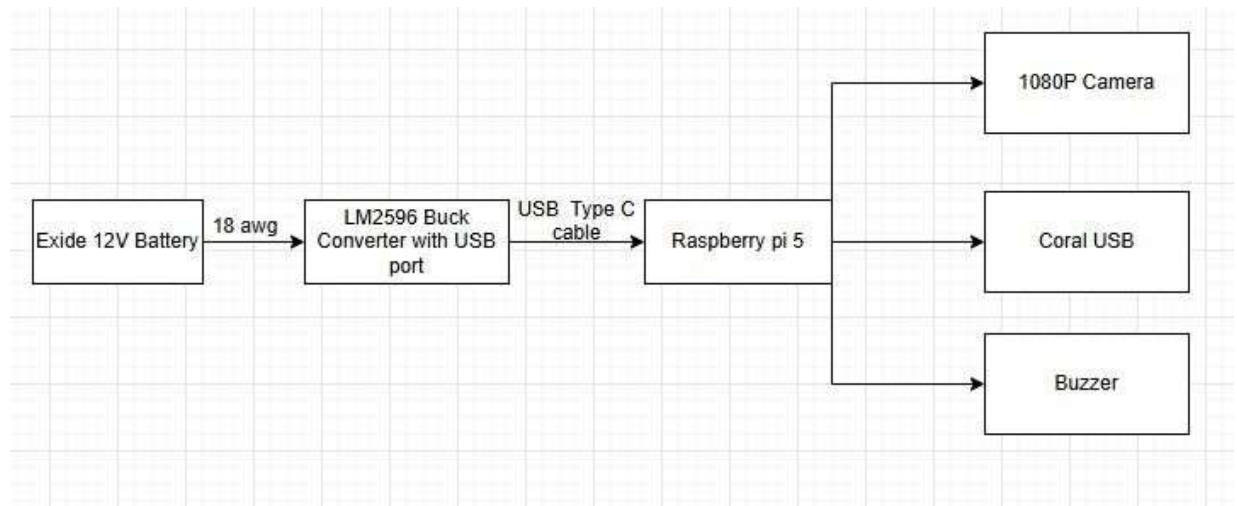 Exide 12V Battery
18 awg
LM2596 Buck
Converter with USB
port
USB Type C
cable
Raspberry pi 5
1080P Camera
Coral USB
Buzzer